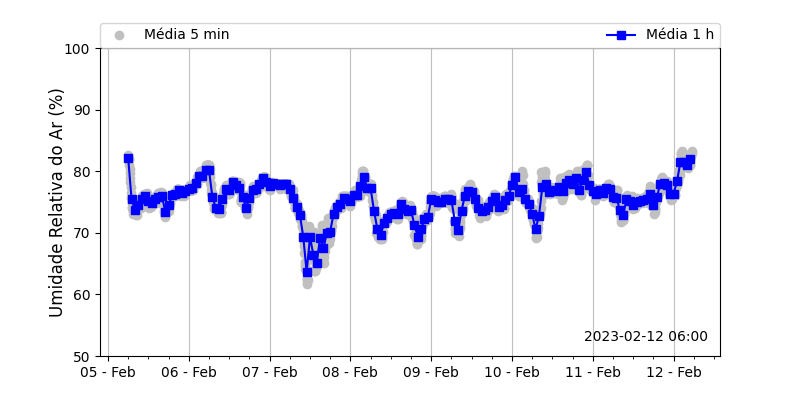 Média 5 min
Média 1 h
100
90
80
70
60
50
Umidade Relativa do Ar (%)
2023-02-12 06:00
05 - Feb
06 - Feb
07 - Feb
08 - Feb
09 - Feb
10 - Feb
11 - Feb
12 - Feb